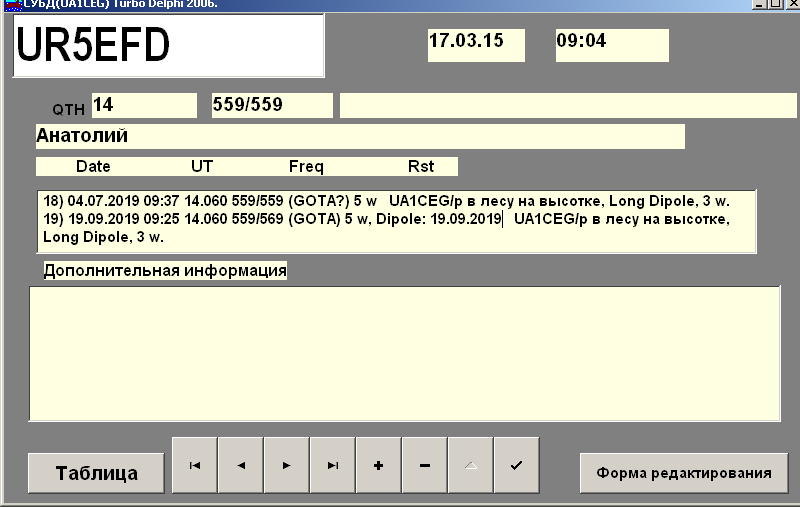 СУБД(UA1CEG) Turbo Delphi 2006.
UR5EFD
17.03.15 09:04
QTH 14 559/559
Анатолий
Date UT Freq Rst
18) 04.07.2019 09:37 14.060 559/559 (GOTA?) 5 w UA1CEG/p в лесу на высотке, Long Dipole, 3 w.
19) 19.09.2019 09:25 14.060 559/569 (GOTA) 5 w, Dipole: 19.09.2019 UA1CEG/p в лесу на высотке,
Long Dipole, 3 w.
Дополнительная информация
Таблица
Форма редактирования